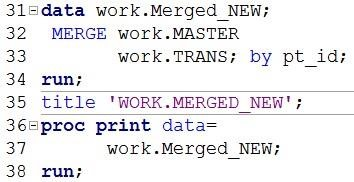 31 data work.Merged_NEW;
32 MERGE work.MASTER
33 work.TRANS; by pt_id;
34 run;
35 title 'WORK.MERGED_NEW';
36 proc print data=
37 work.Merged_NEW;
38 run;